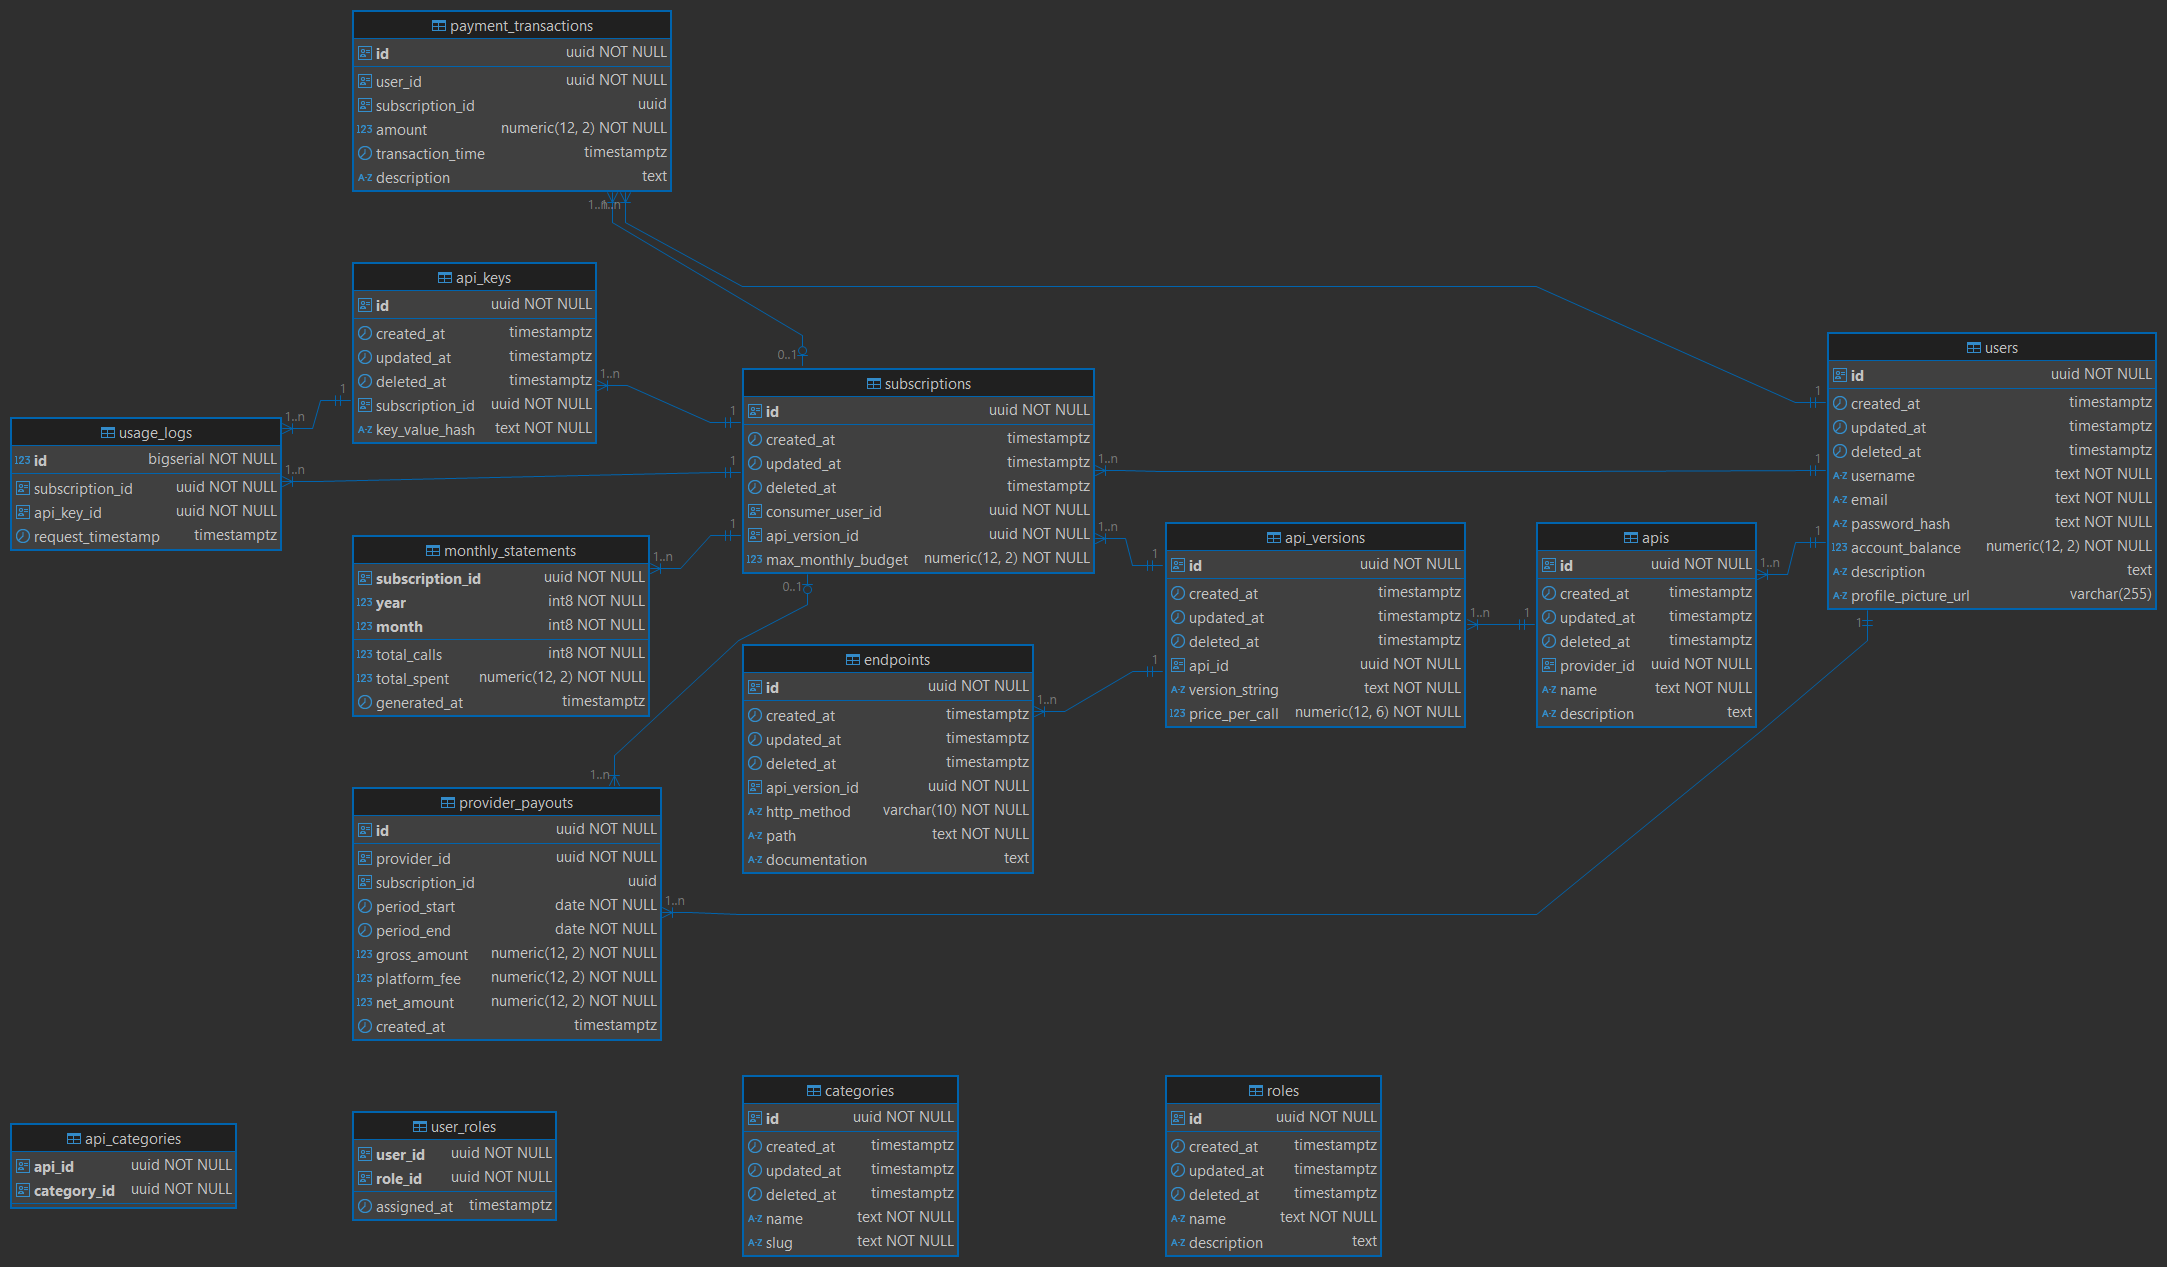 payment_transactions
id uuid NOT NULL
user_id uuid NOT NULL
subscription_id uuid
amount numeric(12, 2) NOT NULL
transaction_time timestamptz
description text
1..n
1..n
api_keys
id uuid NOT NULL
created_at timestamptz
updated_at timestamptz
deleted_at timestamptz
subscription_id uuid NOT NULL
key_value_hash text NOT NULL
1..n
1
0..1
usage_logs
123 id bigserial NOT NULL
subscription_id uuid NOT NULL
api_key_id uuid NOT NULL
request_timestamp timestamptz
1..n
1..n
subscriptions
id uuid NOT NULL
created_at timestamptz
updated_at timestamptz
deleted_at timestamptz
consumer_user_id uuid NOT NULL
api_version_id uuid NOT NULL
123 max_monthly_budget numeric(12, 2) NOT NULL
1
1
1
1..n
1..n
0..1
users
id uuid NOT NULL
created_at timestamptz
updated_at timestamptz
deleted_at timestamptz
A-Z username text NOT NULL
A-Z email text NOT NULL
A-Z password_hash text NOT NULL
123 account_balance numeric(12, 2) NOT NULL
A-Z description text
A-Z profile_picture_url varchar(255)
1
1
1
1
monthly_statements
subscription_id uuid NOT NULL
123 year int8 NOT NULL
123 month int8 NOT NULL
123 total_calls int8 NOT NULL
123 total_spent numeric(12, 2) NOT NULL
generated_at timestamptz
1..n
api_versions
id uuid NOT NULL
created_at timestamptz
updated_at timestamptz
deleted_at timestamptz
api_id uuid NOT NULL
A-Z version_string text NOT NULL
123 price_per_call numeric(12, 6) NOT NULL
1
1
1..n
apis
id uuid NOT NULL
created_at timestamptz
updated_at timestamptz
deleted_at timestamptz
provider_id uuid NOT NULL
A-Z name text NOT NULL
A-Z description text
1
1..n
endpoints
id uuid NOT NULL
created_at timestamptz
updated_at timestamptz
deleted_at timestamptz
api_version_id uuid NOT NULL
A-Z http_method varchar(10) NOT NULL
A-Z path text NOT NULL
A-Z documentation text
1..n
1..n
provider_payouts
id uuid NOT NULL
provider_id uuid NOT NULL
subscription_id uuid
period_start date NOT NULL
period_end date NOT NULL
123 gross_amount numeric(12, 2) NOT NULL
123 platform_fee numeric(12, 2) NOT NULL
123 net_amount numeric(12, 2) NOT NULL
created_at timestamptz
1..n
api_categories
api_id uuid NOT NULL
category_id uuid NOT NULL
user_roles
user_id uuid NOT NULL
role_id uuid NOT NULL
assigned_at timestamptz
categories
id uuid NOT NULL
created_at timestamptz
updated_at timestamptz
deleted_at timestamptz
A-Z name text NOT NULL
A-Z slug text NOT NULL
roles
id uuid NOT NULL
created_at timestamptz
updated_at timestamptz
deleted_at timestamptz
A-Z name text NOT NULL
A-Z description text